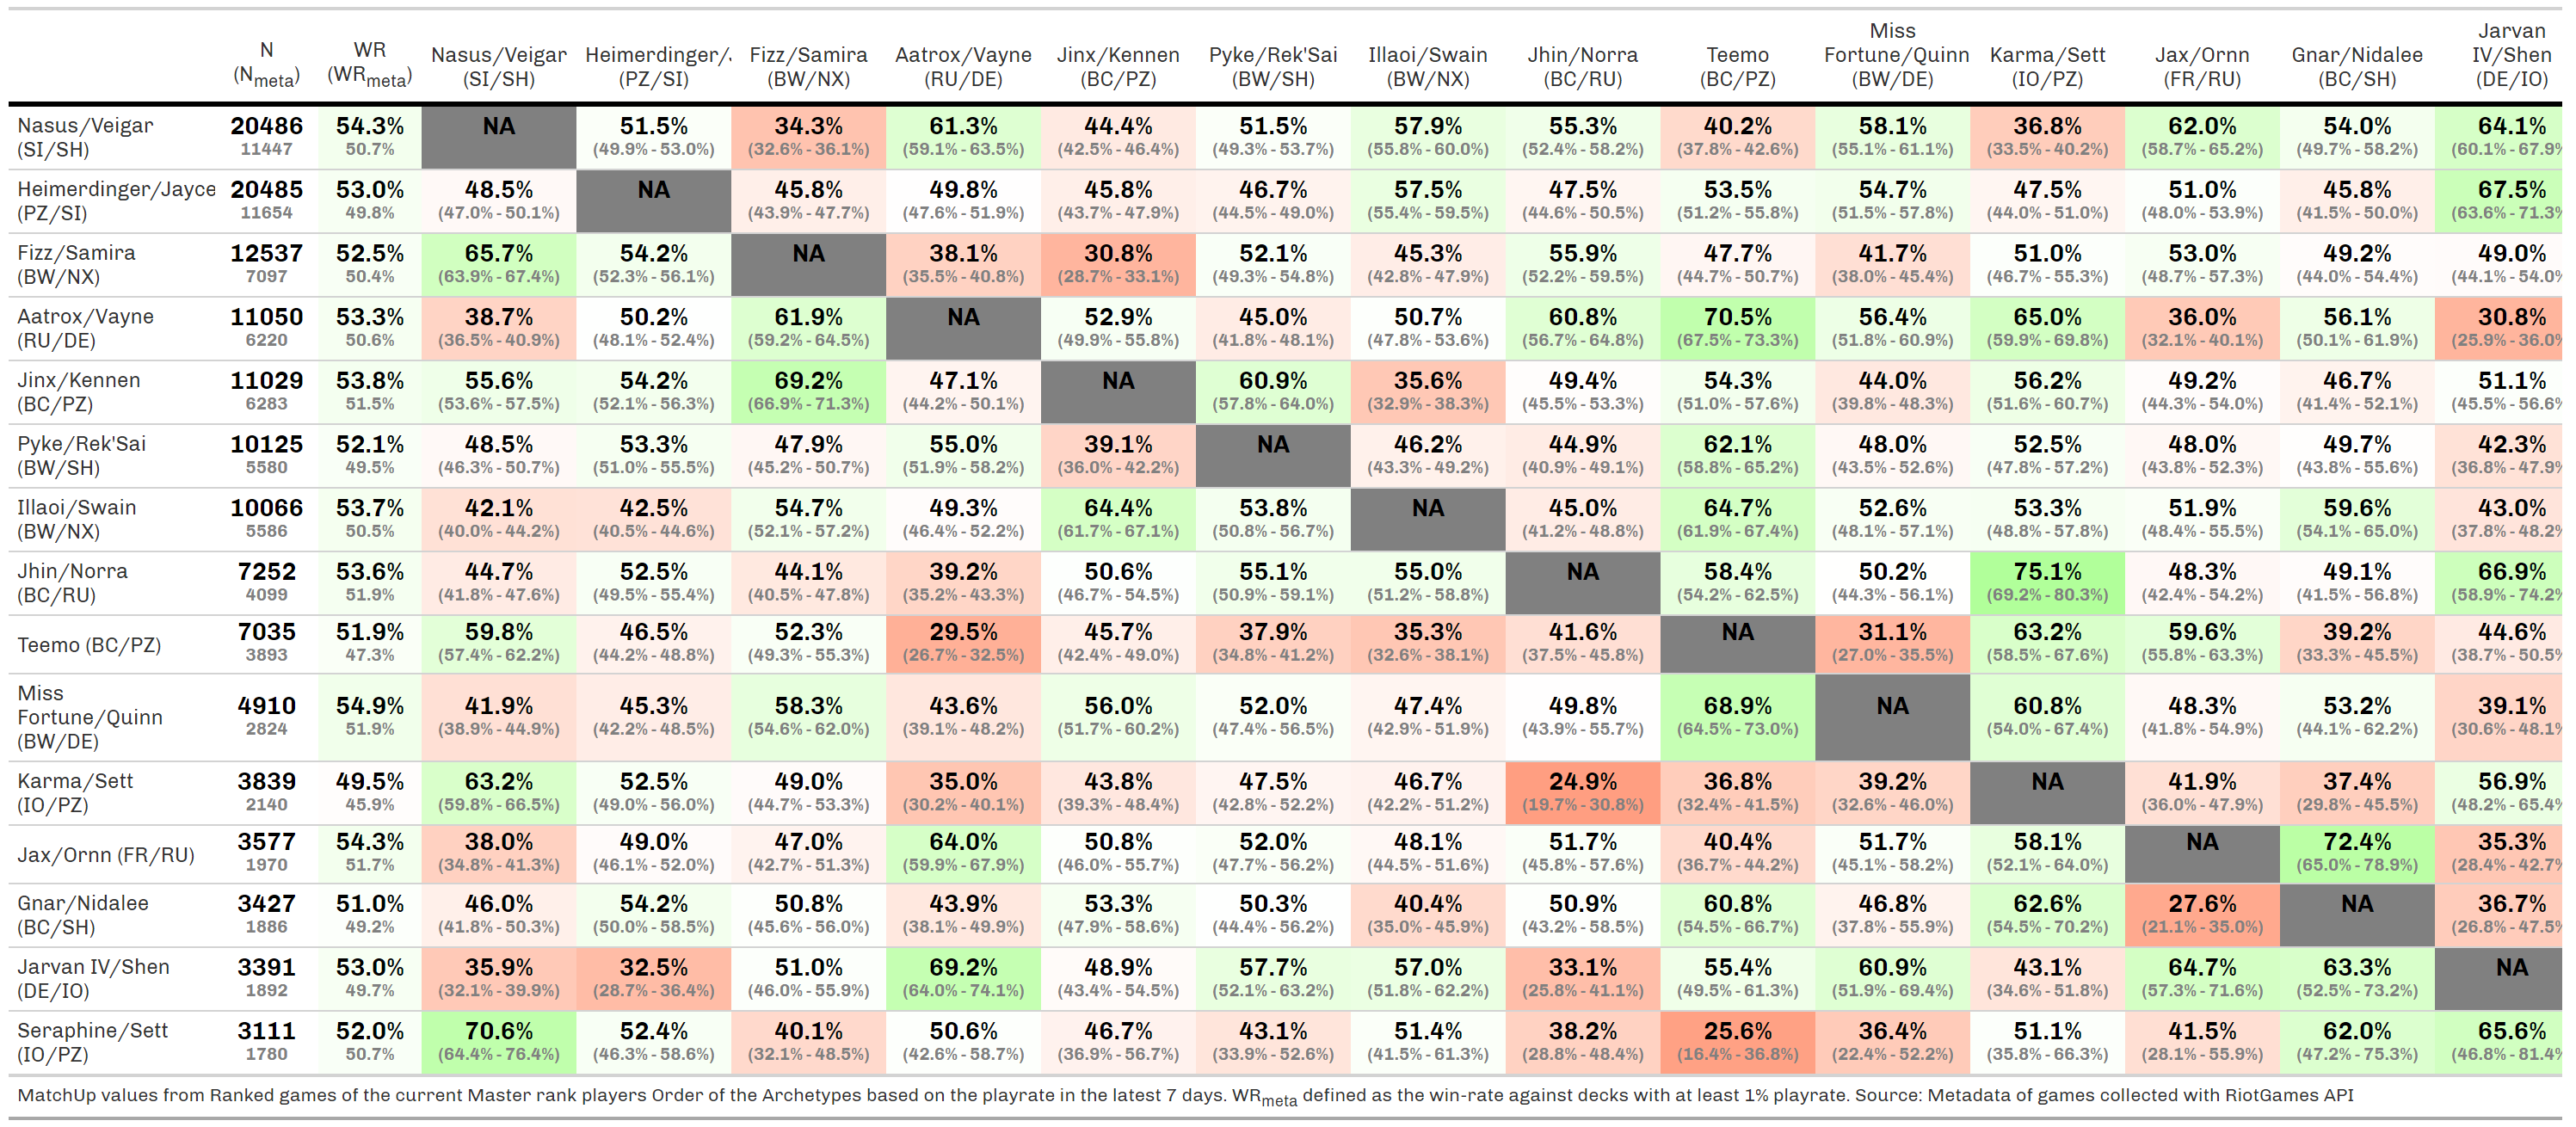 N (Nmeta) WR (WRmeta) Nasus/Veigar (SI/SH) Heimerdinger/J (PZ/SI) Fizz/Samira (BW/NX) Aatrox/Vayne (RU/DE) Jinx/Kennen (BC/PZ) Pyke/Rek'Sai (BW/SH) Illaoi/Swain (BW/NX) Jhin/Norra (BC/RU) Teemo (BC/PZ) Miss Fortune/Quinn (BW/DE) Karma/Sett (IO/PZ) Jax/Ornn (FR/RU) Gnar/Nidalee (BC/SH) Jarvan IV/Shen (DE/IO)
Nasus/Veigar 20486 54.3% NA 51.5% 34.3% 61.3% 44.4% 51.5% 57.9% 55.3% 40.2% 58.1% 36.8% 62.0% 54.0% 64.1%
(SI/SH) 11447 50.7% (49.9% - 53.0%) (32.6% - 36.1%) (59.1% - 63.5%) (42.5% - 46.4%) (49.3% - 53.7%) (55.8% - 60.0%) (52.4% - 58.2%) (37.8% - 42.6%) (55.1% - 61.1%) (33.5% - 40.2%) (58.7% - 65.2%) (49.7% - 58.2%) (60.1% - 67.9%
Heimerdinger/Jayce 20485 53.0% 48.5% NA 45.8% 49.8% 45.8% 46.7% 57.5% 47.5% 53.5% 54.7% 47.5% 51.0% 45.8% 67.5%
(PZ/SI) 11654 49.8% (47.0% - 50.1%) (43.9% - 47.7%) (47.6% - 51.9%) (43.7% - 47.9%) (44.5% - 49.0%) (55.4% - 59.5%) (44.6% - 50.5%) (51.2% - 55.8%) (51.5% - 57.8%) (44.0% - 51.0%) (48.0% - 53.9%) (41.5% - 50.0%) (63.6% - 71.3%
Fizz/Samira 12537 52.5% 65.7% 54.2% NA 38.1% 30.8% 52.1% 45.3% 55.9% 47.7% 41.7% 51.0% 53.0% 49.2% 49.0%
(BW/NX) 7097 50.4% (63.9% - 67.4%) (52.3% - 56.1%) (35.5% - 40.8%) (28.7% - 33.1%) (49.3% - 54.8%) (42.8% - 47.9%) (52.2% - 59.5%) (44.7% - 50.7%) (38.0% - 45.4%) (46.7% - 55.3%) (48.7% - 57.3%) (44.0% - 54.4%) (44.1% - 54.0%
Aatrox/Vayne 11050 53.3% 38.7% 50.2% 61.9% NA 52.9% 45.0% 50.7% 60.8% 70.5% 56.4% 65.0% 36.0% 56.1% 30.8%
(RU/DE) 6220 50.6% (36.5% - 40.9%) (48.1% - 52.4%) (59.2% - 64.5%) (49.9% - 55.8%) (41.8% - 48.1%) (47.8% - 53.6%) (56.7% - 64.8%) (67.5% - 73.3%) (51.8% - 60.9%) (59.9% - 69.8%) (32.1% - 40.1%) (50.1% - 61.9%) (25.9% - 36.0%
Jinx/Kennen 11029 53.8% 55.6% 54.2% 69.2% 47.1% NA 60.9% 35.6% 49.4% 54.3% 44.0% 56.2% 49.2% 46.7% 51.1%
(BC/PZ) 6283 51.5% (53.6% - 57.5%) (52.1% - 56.3%) (66.9% - 71.3%) (44.2% - 50.1%) (57.8% - 64.0%) (32.9% - 38.3%) (45.5% - 53.3%) (51.0% - 57.6%) (39.8% - 48.3%) (51.6% - 60.7%) (44.3% - 54.0%) (41.4% - 52.1%) (45.5% - 56.6%
Pyke/Rek'Sai 10125 52.1% 48.5% 53.3% 47.9% 55.0% 39.1% NA 46.2% 44.9% 62.1% 48.0% 52.5% 48.0% 49.7% 42.3%
(BW/SH) 5580 49.5% (46.3% - 50.7%) (51.0% - 55.5%) (45.2% - 50.7%) (51.9% - 58.2%) (36.0% - 42.2%) (43.3% - 49.2%) (40.9% - 49.1%) (58.8% - 65.2%) (43.5% - 52.6%) (47.8% - 57.2%) (43.8% - 52.3%) (43.8% - 55.6%) (36.8% - 47.9%
Illaoi/Swain 10066 53.7% 42.1% 42.5% 54.7% 49.3% 64.4% 53.8% NA 45.0% 64.7% 52.6% 53.3% 51.9% 59.6% 43.0%
(BW/NX) 5586 50.5% (40.0% - 44.2%) (40.5% - 44.6%) (52.1% - 57.2%) (46.4% - 52.2%) (61.7% - 67.1%) (50.8% - 56.7%) (41.2% - 48.8%) (61.9% - 67.4%) (48.1% - 57.1%) (48.8% - 57.8%) (48.4% - 55.5%) (54.1% - 65.0%) (37.8% - 48.2%
Jhin/Norra 7252 53.6% 44.7% 52.5% 44.1% 39.2% 50.6% 55.1% 55.0% NA 58.4% 50.2% 75.1% 48.3% 49.1% 66.9%
(BC/RU) 4099 51.9% (41.8% - 47.6%) (49.5% - 55.4%) (40.5% - 47.8%) (35.2% - 43.3%) (46.7% - 54.5%) (50.9% - 59.1%) (51.2% - 58.8%) (54.2% - 62.5%) (44.3% - 56.1%) (69.2% - 80.3%) (42.4% - 54.2%) (41.5% - 56.8%) (58.9% - 74.2%
Teemo (BC/PZ) 7035 51.9% 59.8% 46.5% 52.3% 29.5% 45.7% 37.9% 35.3% 41.6% NA 31.1% 63.2% 59.6% 39.2% 44.6%
3893 47.3% (57.4% - 62.2%) (44.2% - 48.8%) (49.3% - 55.3%) (26.7% - 32.5%) (42.4% - 49.0%) (34.8% - 41.2%) (32.6% - 38.1%) (37.5% - 45.8%) (27.0% - 35.5%) (58.5% - 67.6%) (55.8% - 63.3%) (33.3% - 45.5%) (38.7% - 50.5%
Miss
Fortune/Quinn 4910 54.9% 41.9% 45.3% 58.3% 43.6% 56.0% 52.0% 47.4% 49.8% 68.9% NA 60.8% 48.3% 53.2% 39.1%
(BW/DE) 2824 51.9% (38.9% - 44.9%) (42.2% - 48.5%) (54.6% - 62.0%) (39.1% - 48.2%) (51.7% - 60.2%) (47.4% - 56.5%) (42.9% - 51.9%) (43.9% - 55.7%) (64.5% - 73.0%) (54.0% - 67.4%) (41.8% - 54.9%) (44.1% - 62.2%) (30.6% - 48.1%
Karma/Sett 3839 49.5% 63.2% 52.5% 49.0% 35.0% 43.8% 47.5% 46.7% 24.9% 36.8% 39.2% NA 41.9% 37.4% 56.9%
(IO/PZ) 2140 45.9% (59.8% - 66.5%) (49.0% - 56.0%) (44.7% - 53.3%) (30.2% - 40.1%) (39.3% - 48.4%) (42.8% - 52.2%) (42.2% - 51.2%) (19.7% - 30.8%) (32.4% - 41.5%) (32.6% - 46.0%) (36.0% - 47.9%) (29.8% - 45.5%) (48.2% - 65.4%
Jax/Ornn (FR/RU) 3577 54.3% 38.0% 49.0% 47.0% 64.0% 50.8% 52.0% 48.1% 51.7% 40.4% 51.7% 58.1% NA 72.4% 35.3%
1970 51.7% (34.8% - 41.3%) (46.1% - 52.0%) (42.7% - 51.3%) (59.9% - 67.9%) (46.0% - 55.7%) (47.7% - 56.2%) (44.5% - 51.6%) (45.8% - 57.6%) (36.7% - 44.2%) (45.1% - 58.2%) (52.1% - 64.0%) (65.0% - 78.9%) (28.4% - 42.7%
Gnar/Nidalee 3427 51.0% 46.0% 54.2% 50.8% 43.9% 53.3% 50.3% 40.4% 50.9% 60.8% 46.8% 62.6% 27.6% NA 36.7%
(BC/SH) 1886 49.2% (41.8% - 50.3%) (50.0% - 58.5%) (45.6% - 56.0%) (38.1% - 49.9%) (47.9% - 58.6%) (44.4% - 56.2%) (35.0% - 45.9%) (43.2% - 58.5%) (54.5% - 66.7%) (37.8% - 55.9%) (54.5% - 70.2%) (21.1% - 35.0%) (26.8% - 47.5%
Jarvan IV/Shen 3391 53.0% 35.9% 32.5% 51.0% 69.2% 48.9% 57.7% 57.0% 33.1% 55.4% 60.9% 43.1% 64.7% 63.3% NA
(DE/IO) 1892 49.7% (32.1% - 39.9%) (28.7% - 36.4%) (46.0% - 55.9%) (64.0% - 74.1%) (43.4% - 54.5%) (52.1% - 63.2%) (51.8% - 62.2%) (25.8% - 41.1%) (49.5% - 61.3%) (51.9% - 69.4%) (34.6% - 51.8%) (57.3% - 71.6%) (52.5% - 73.2%)
Seraphine/Sett 3111 52.0% 70.6% 52.4% 40.1% 50.6% 46.7% 43.1% 51.4% 38.2% 25.6% 36.4% 51.1% 41.5% 62.0% 65.6%
(IO/PZ) 1780 50.7% (64.4% - 76.4%) (46.3% - 58.6%) (32.1% - 48.5%) (42.6% - 58.7%) (36.9% - 56.7%) (33.9% - 52.6%) (41.5% - 61.3%) (28.8% - 48.4%) (16.4% - 36.8%) (22.4% - 52.2%) (35.8% - 66.3%) (28.1% - 55.9%) (47.2% - 75.3%) (46.8% - 81.4%
MatchUp values from Ranked games of the current Master rank players Order of the Archetypes based on the playrate in the latest 7 days. WRmeta defined as the win-rate against decks with at least 1% playrate. Source: Metadata of games collected with RiotGames API